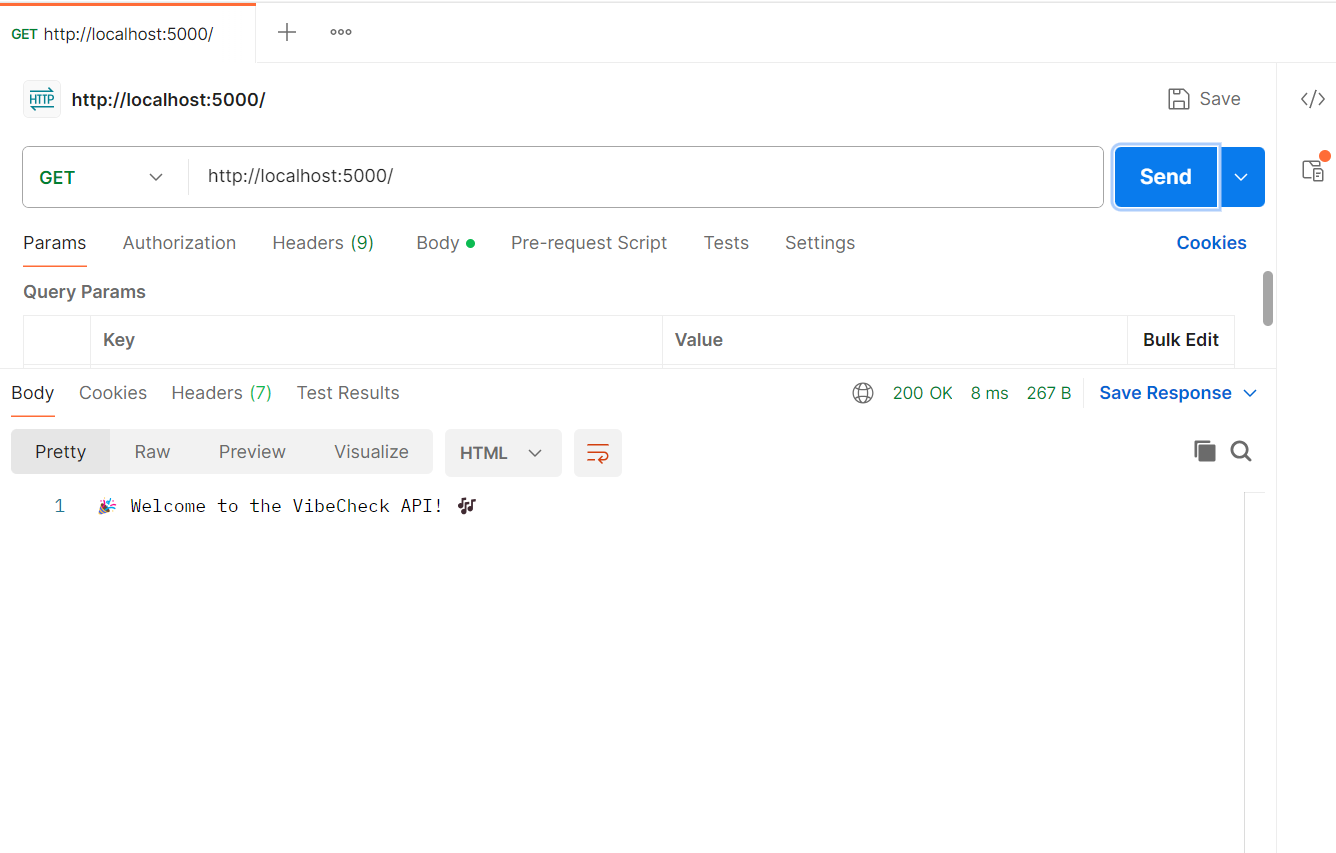 GET http://localhost:5000/
HTTP http://localhost:5000/ Save
GET http://localhost:5000/ Send
Params Authorization Headers (9) Body Pre-request Script Tests Settings Cookies
Query Params
Key Value Bulk Edit
Body Cookies Headers (7) Test Results 200 OK 8 ms 267 B Save Response
Pretty Raw Preview Visualize HTML
1 🎉 Welcome to the VibeCheck API! 🎶